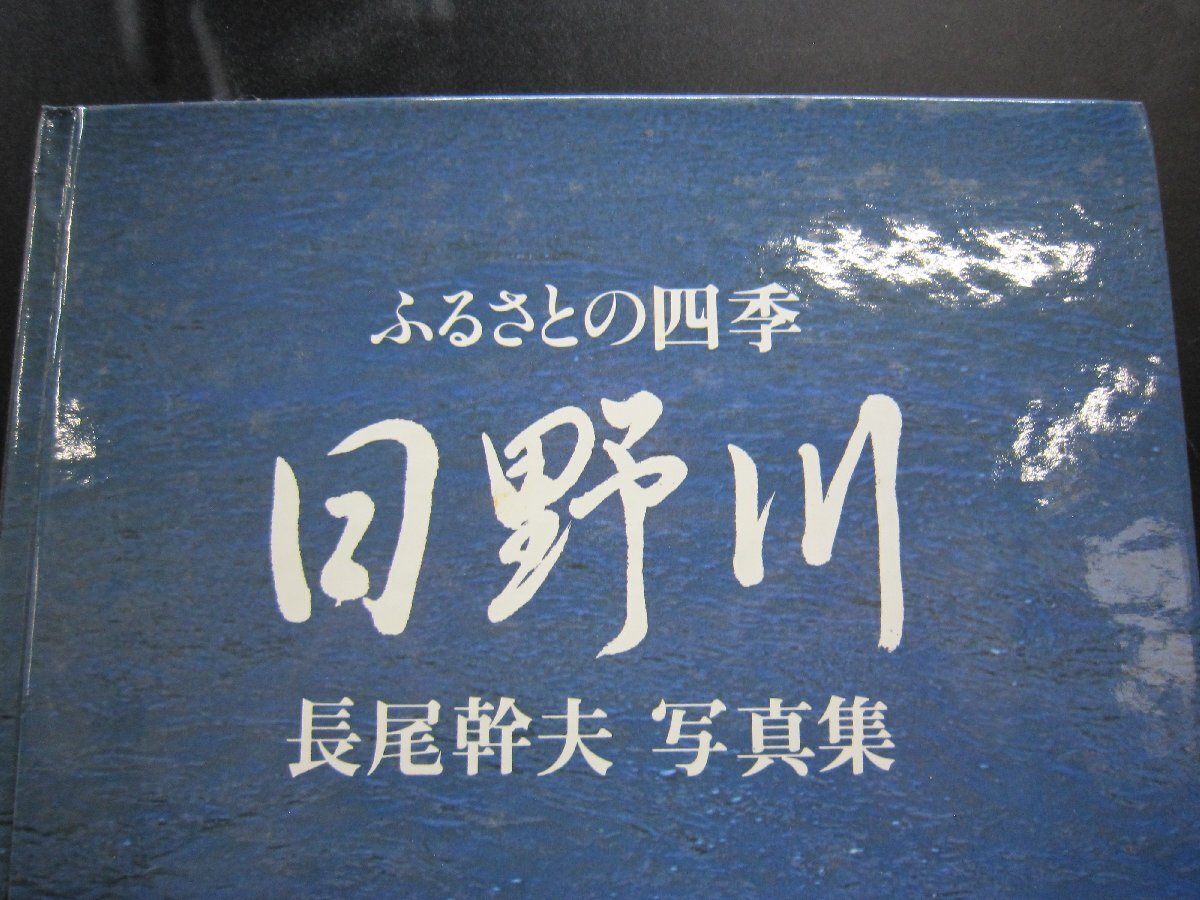 ふるさとの四季
日野川
長尾幹夫 写真集